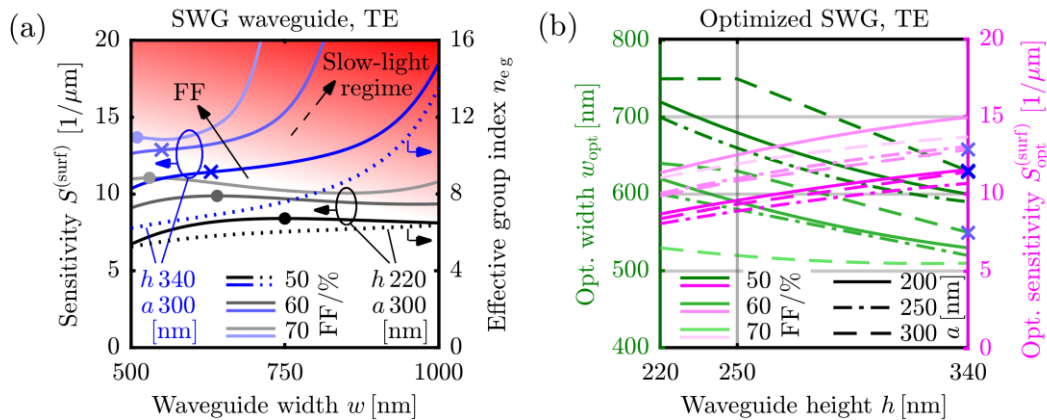 (a)
SWG waveguide, TE
20
15
10
5
0
Sensitivity S^(surf) [1/μm]
16
12
8
4
0
Effective group index n_eg
FF
Slow-light
regime
h 340
a 300
[nm]
50
60
70
FF/%
h 220
a 300
[nm]
500
750
1000
Waveguide width w [nm]
(b)
Optimized SWG, TE
800
700
600
500
400
Opt. width w_opt [nm]
20
15
10
5
0
Opt. sensitivity S_opt^(surf) [1/μm]
50
60
70
FF/%
200
250
300
a [nm]
220
250
340
Waveguide height h [nm]